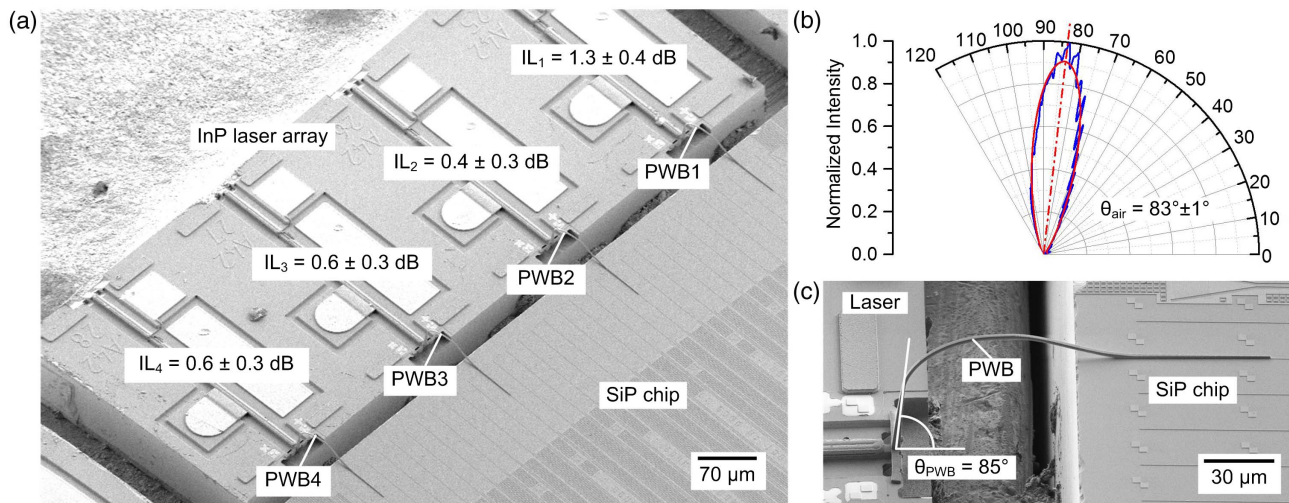 (a)
IL₁ = 1.3 ± 0.4 dB
InP laser array
PWB1
IL₂ = 0.4 ± 0.3 dB
PWB2
IL₃ = 0.6 ± 0.3 dB
PWB3
IL₄ = 0.6 ± 0.3 dB
SiP chip
PWB4
70 µm
(b)
Normalized Intensity
1.0
0.8
0.6
0.4
0.2
0.0
120
110
100
90
80
70
60
50
40
30
20
10
0
θair = 83°±1°
(c)
Laser
PWB
SiP chip
θPWB = 85°
30 µm